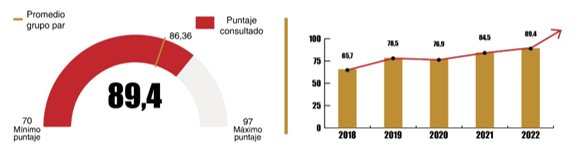 Promedio
grupo par
Puntaje
consultado
86,36
89,4
70
Mínimo
puntaje
97
Máximo
puntaje
100
75
50
25
0
65,7
78,5
76,9
84,5
89,4
2018
2019
2020
2021
2022